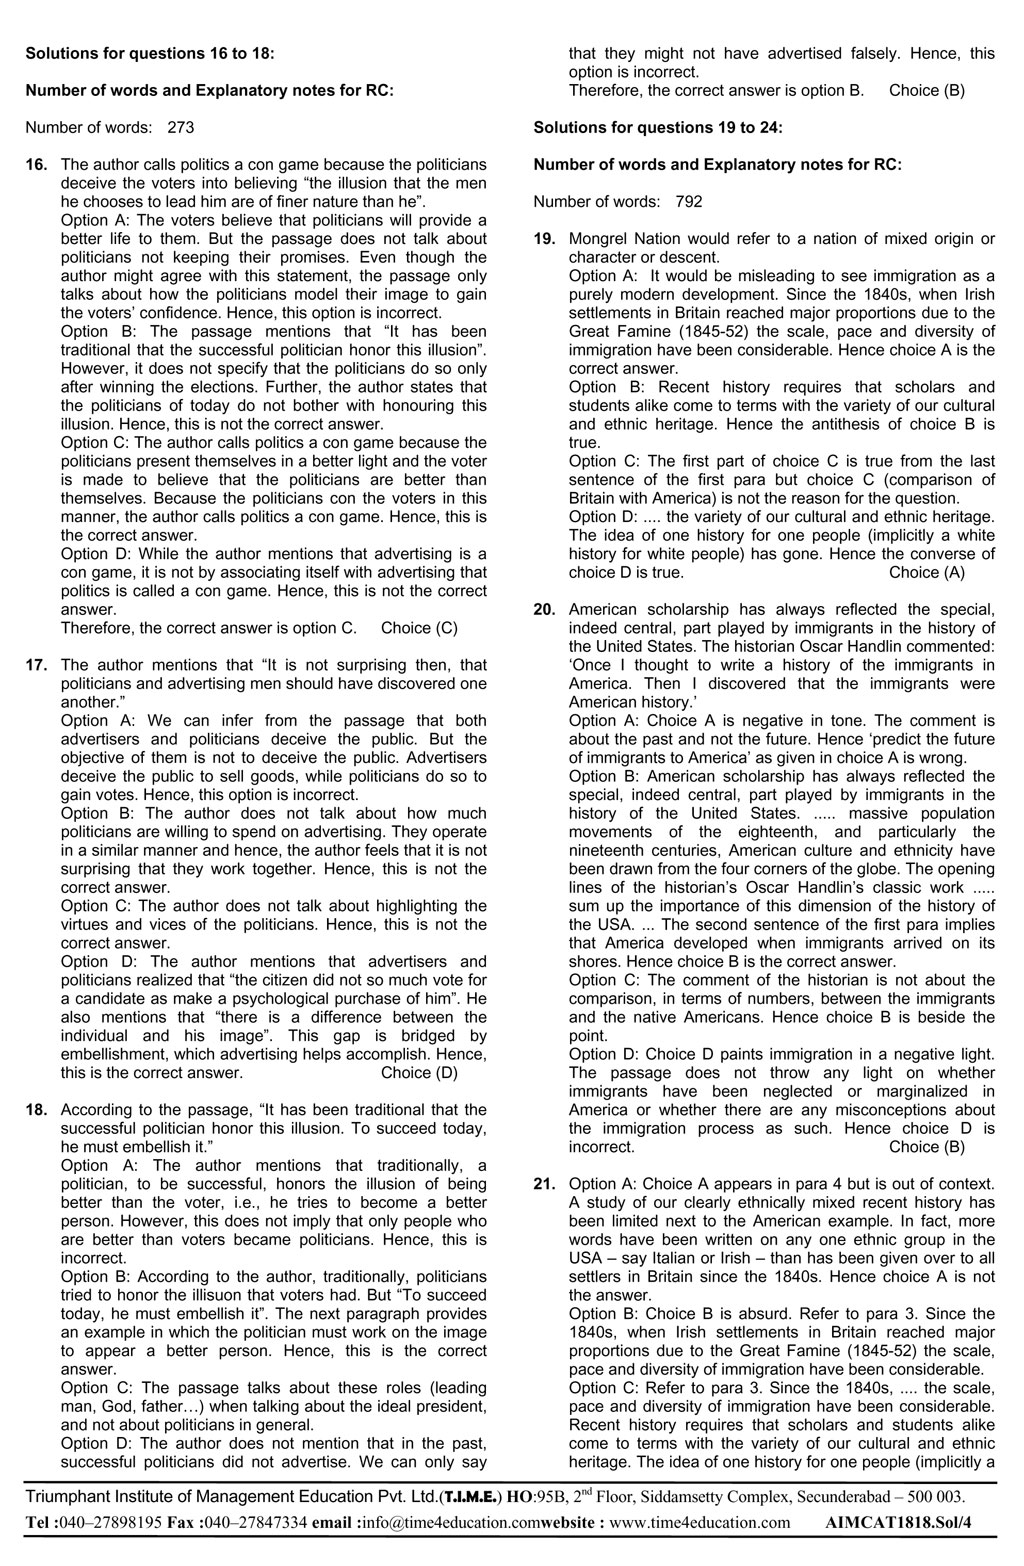 Solutions for questions 16 to 18:
Number of words and Explanatory notes for RC:
Number of words: 273
16. The author calls politics a con game because the politicians
deceive the voters into believing “the illusion that the men
he chooses to lead him are of finer nature than he”.
Option A: The voters believe that politicians will provide a
better life to them. But the passage does not talk about
politicians not keeping their promises. Even though the
author might agree with this statement, the passage only
talks about how the politicians model their image to gain
the voters’ confidence. Hence, this option is incorrect.
Option B: The passage mentions that “It has been
traditional that the successful politician honor this illusion”.
However, it does not specify that the politicians do so only
after winning the elections. Further, the author states that
the politicians of today do not bother with honouring this
illusion. Hence, this is not the correct answer.
Option C: The author calls politics a con game because the
politicians present themselves in a better light and the voter
is made to believe that the politicians are better than
themselves. Because the politicians con the voters in this
manner, the author calls politics a con game. Hence, this is
the correct answer.
Option D: While the author mentions that advertising is a
con game, it is not by associating itself with advertising that
politics is called a con game. Hence, this is not the correct
answer.
Therefore, the correct answer is option C. Choice (C)
17. The author mentions that “It is not surprising then, that
politicians and advertising men should have discovered one
another.”
Option A: We can infer from the passage that both
advertisers and politicians deceive the public. But the
objective of them is not to deceive the public. Advertisers
deceive the public to sell goods, while politicians do so to
gain votes. Hence, this option is incorrect.
Option B: The author does not talk about how much
politicians are willing to spend on advertising. They operate
in a similar manner and hence, the author feels that it is not
surprising that they work together. Hence, this is not the
correct answer.
Option C: The author does not talk about highlighting the
virtues and vices of the politicians. Hence, this is not the
correct answer.
Option D: The author mentions that advertisers and
politicians realized that “the citizen did not so much vote for
a candidate as make a psychological purchase of him”. He
also mentions that “there is a difference between the
individual and his image”. This gap is bridged by
embellishment, which advertising helps accomplish. Hence,
this is the correct answer. Choice (D)
18. According to the passage, “It has been traditional that the
successful politician honor this illusion. To succeed today,
he must embellish it.”
Option A: The author mentions that traditionally, a
politician, to be successful, honors the illusion of being
better than the voter, i.e., he tries to become a better
person. However, this does not imply that only people who
are better than voters became politicians. Hence, this is
incorrect.
Option B: According to the author, traditionally, politicians
tried to honor the illisuon that voters had. But “To succeed
today, he must embellish it”. The next paragraph provides
an example in which the politician must work on the image
to appear a better person. Hence, this is the correct
answer.
Option C: The passage talks about these roles (leading
man, God, father…) when talking about the ideal president,
and not about politicians in general.
Option D: The author does not mention that in the past,
successful politicians did not advertise. We can only say
that they might not have advertised falsely. Hence, this
option is incorrect.
Therefore, the correct answer is option B. Choice (B)
Solutions for questions 19 to 24:
Number of words and Explanatory notes for RC:
Number of words: 792
19. Mongrel Nation would refer to a nation of mixed origin or
character or descent.
Option A: It would be misleading to see immigration as a
purely modern development. Since the 1840s, when Irish
settlements in Britain reached major proportions due to the
Great Famine (1845-52) the scale, pace and diversity of
immigration have been considerable. Hence choice A is the
correct answer.
Option B: Recent history requires that scholars and
students alike come to terms with the variety of our cultural
and ethnic heritage. Hence the antithesis of choice B is
true.
Option C: The first part of choice C is true from the last
sentence of the first para but choice C (comparison of
Britain with America) is not the reason for the question.
Option D: .... the variety of our cultural and ethnic heritage.
The idea of one history for one people (implicitly a white
history for white people) has gone. Hence the converse of
choice D is true. Choice (A)
20. American scholarship has always reflected the special,
indeed central, part played by immigrants in the history of
the United States. The historian Oscar Handlin commented:
‘Once I thought to write a history of the immigrants in
America. Then I discovered that the immigrants were
American history.’
Option A: Choice A is negative in tone. The comment is
about the past and not the future. Hence ‘predict the future
of immigrants to America’ as given in choice A is wrong.
Option B: American scholarship has always reflected the
special, indeed central, part played by immigrants in the
history of the United States. ..... massive population
movements of the eighteenth, and particularly the
nineteenth centuries, American culture and ethnicity have
been drawn from the four corners of the globe. The opening
lines of the historian’s Oscar Handlin’s classic work .....
sum up the importance of this dimension of the history of
the USA. ... The second sentence of the first para implies
that America developed when immigrants arrived on its
shores. Hence choice B is the correct answer.
Option C: The comment of the historian is not about the
comparison, in terms of numbers, between the immigrants
and the native Americans. Hence choice B is beside the
point.
Option D: Choice D paints immigration in a negative light.
The passage does not throw any light on whether
immigrants have been neglected or marginalized in
America or whether there are any misconceptions about
the immigration process as such. Hence choice D is
incorrect. Choice (B)
21. Option A: Choice A appears in para 4 but is out of context.
A study of our clearly ethnically mixed recent history has
been limited next to the American example. In fact, more
words have been written on any one ethnic group in the
USA – say Italian or Irish – than has been given over to all
settlers in Britain since the 1840s. Hence choice A is not
the answer.
Option B: Choice B is absurd. Refer to para 3. Since the
1840s, when Irish settlements in Britain reached major
proportions due to the Great Famine (1845-52) the scale,
pace and diversity of immigration have been considerable.
Option C: Refer to para 3. Since the 1840s, .... the scale,
pace and diversity of immigration have been considerable.
Recent history requires that scholars and students alike
come to terms with the variety of our cultural and ethnic
heritage. The idea of one history for one people (implicitly a
Triumphant Institute of Management Education Pvt. Ltd.(T.I.M.E.) HO:95B, 2nd Floor, Siddamsetty Complex, Secunderabad – 500 003.
Tel :040–27898195 Fax :040–27847334 email :info@time4education.comwebsite : www.time4education.com AIMCAT1818.Sol/4